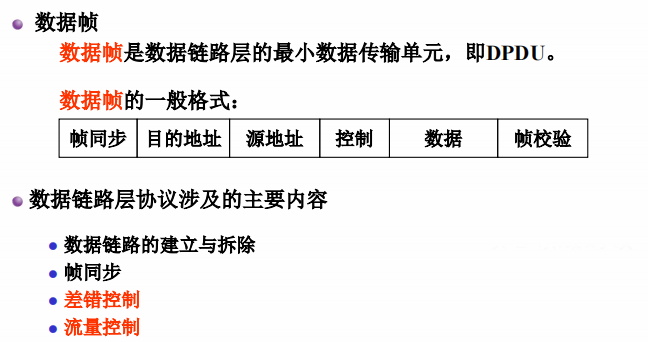 数据帧
数据帧是数据链路层的最小数据传输单元，即DPDU。
数据帧的一般格式：
帧同步 目的地址 源地址 控制 数据 帧校验
数据链路层协议涉及的主要内容
数据链路的建立与拆除
帧同步
差错控制
流量控制